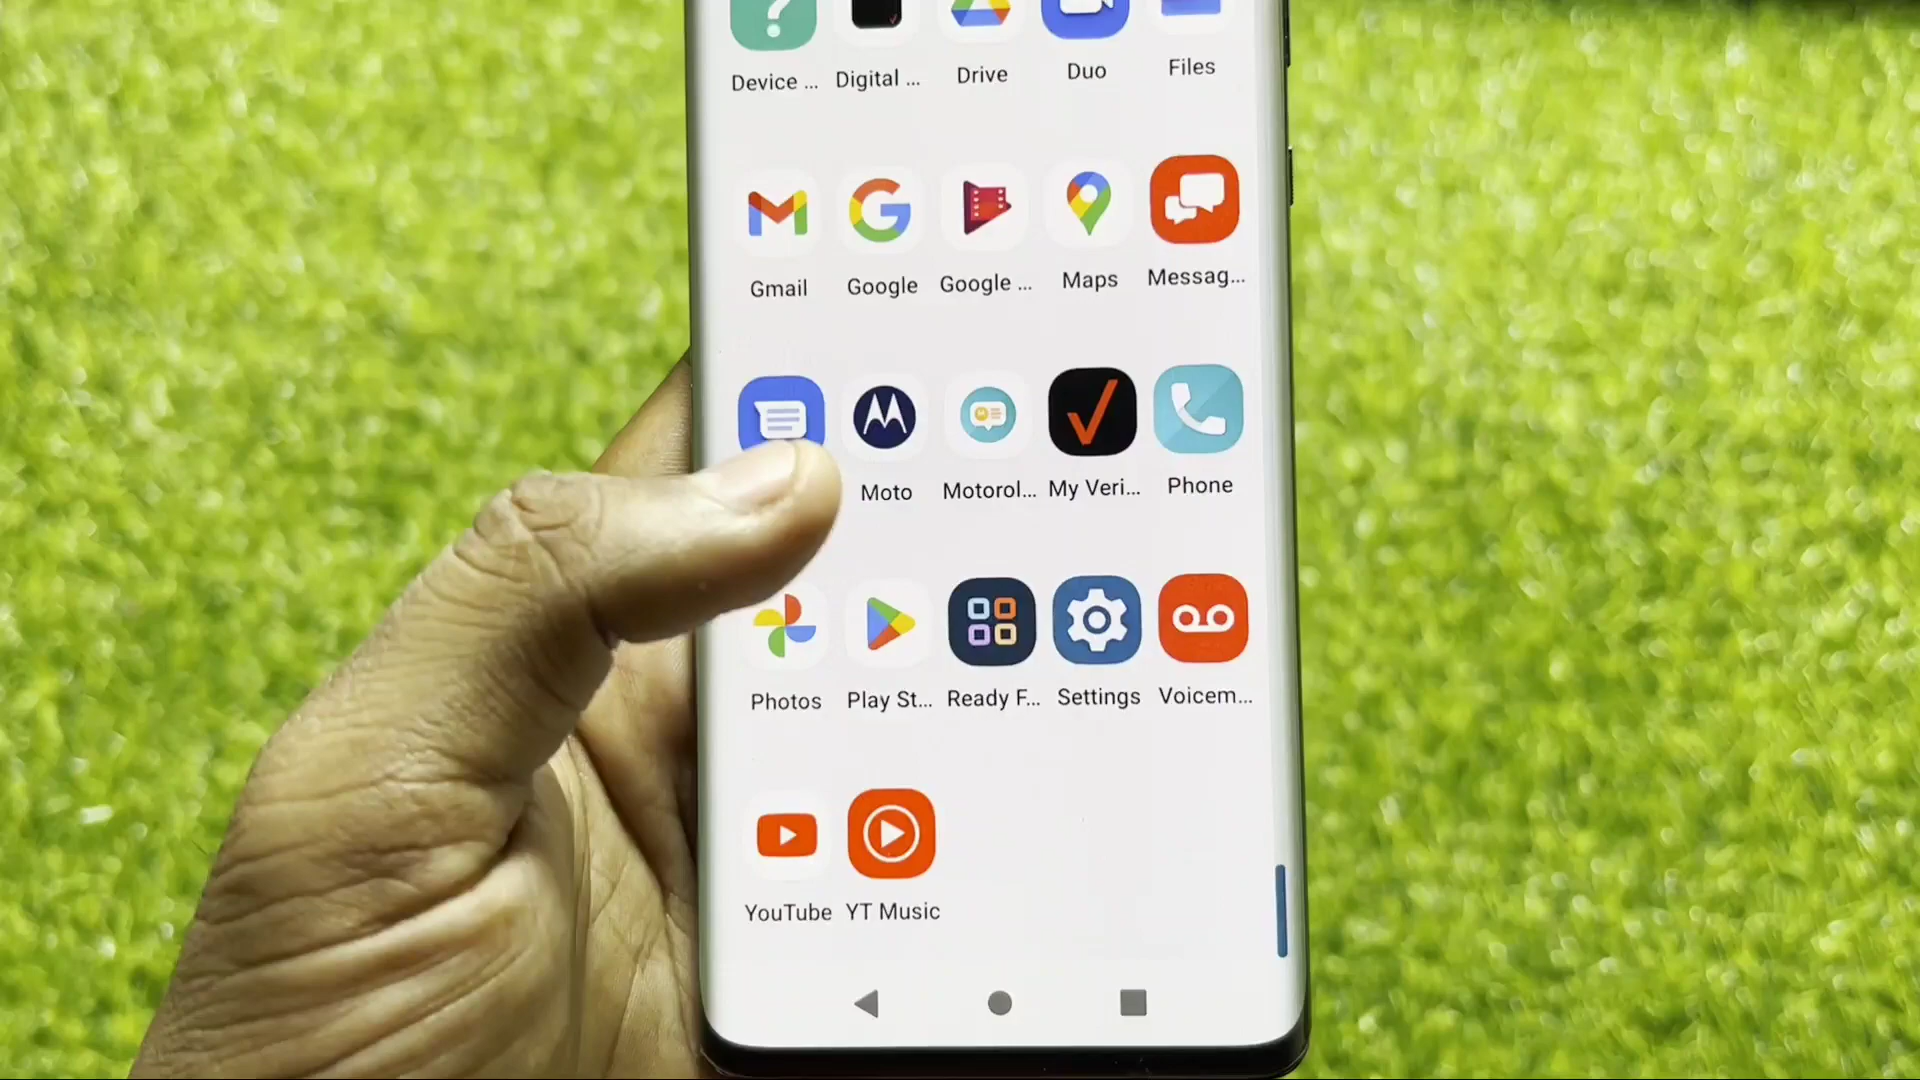 Device ... Digital ... Drive Duo Files
Gmail Google Google ... Maps Messag...
Moto Motorol... My Veri... Phone
Photos Play St... Ready F... Settings Voicem...
YouTube YT Music